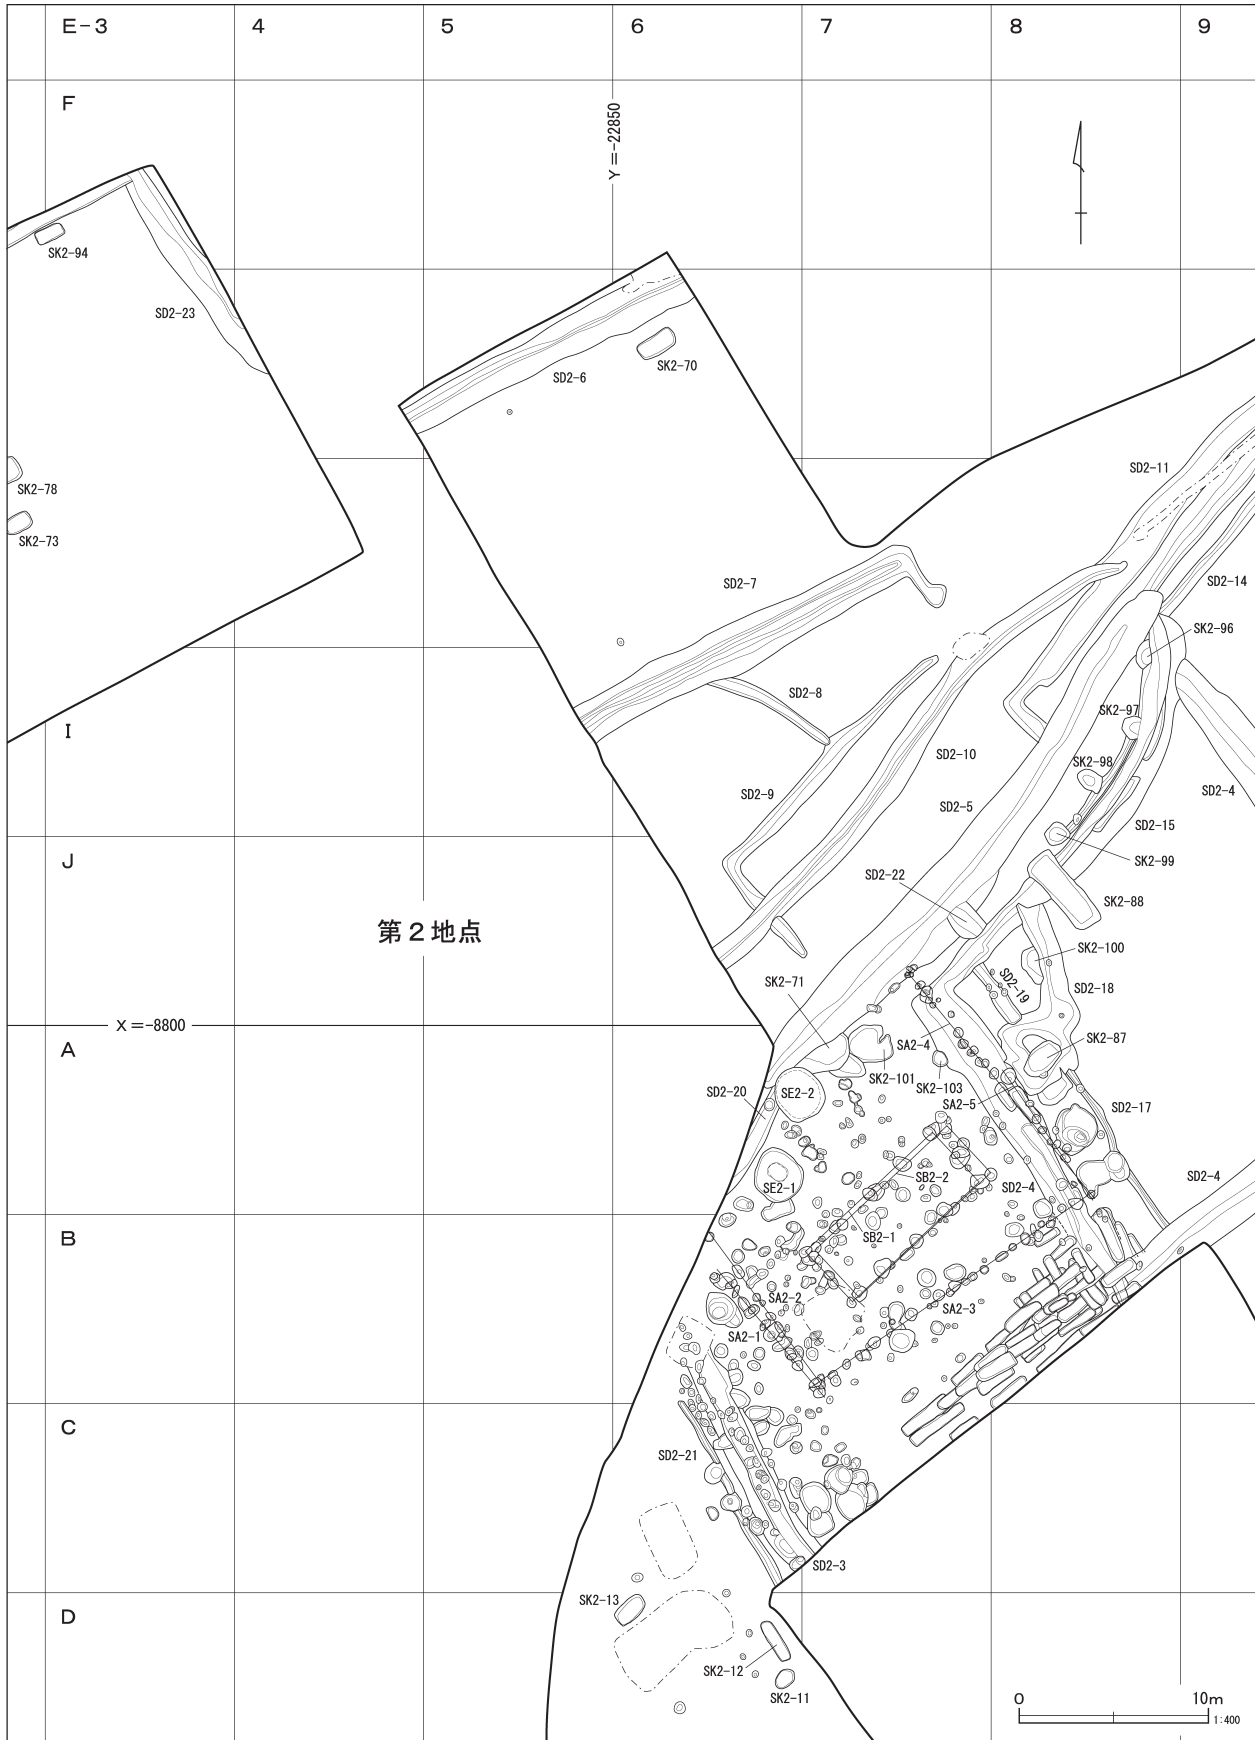 E-3 4 5 6 7 8 9
F
Y=-22850
SK2-94
SD2-23
SK2-70
SD2-6
SD2-11
SK2-78
SK2-73
SD2-7
SD2-14
SK2-96
SD2-8
SK2-97
I
SD2-10
SK2-98
SD2-9
SD2-5
SD2-4
SD2-15
J
SK2-99
SD2-22
SK2-88
第2地点
SK2-100
SK2-71
SD2-19
SD2-18
X=-8800
A
SA2-4
SK2-87
SK2-101
SK2-103
SD2-20
SE2-2
SA2-5
SD2-17
SB2-2
SD2-4
SD2-4
SE2-1
B
SB2-1
SA2-2
SA2-3
SA2-1
C
SD2-21
SD2-3
SK2-13
D
SK2-12
SK2-11
0 10m
1:400